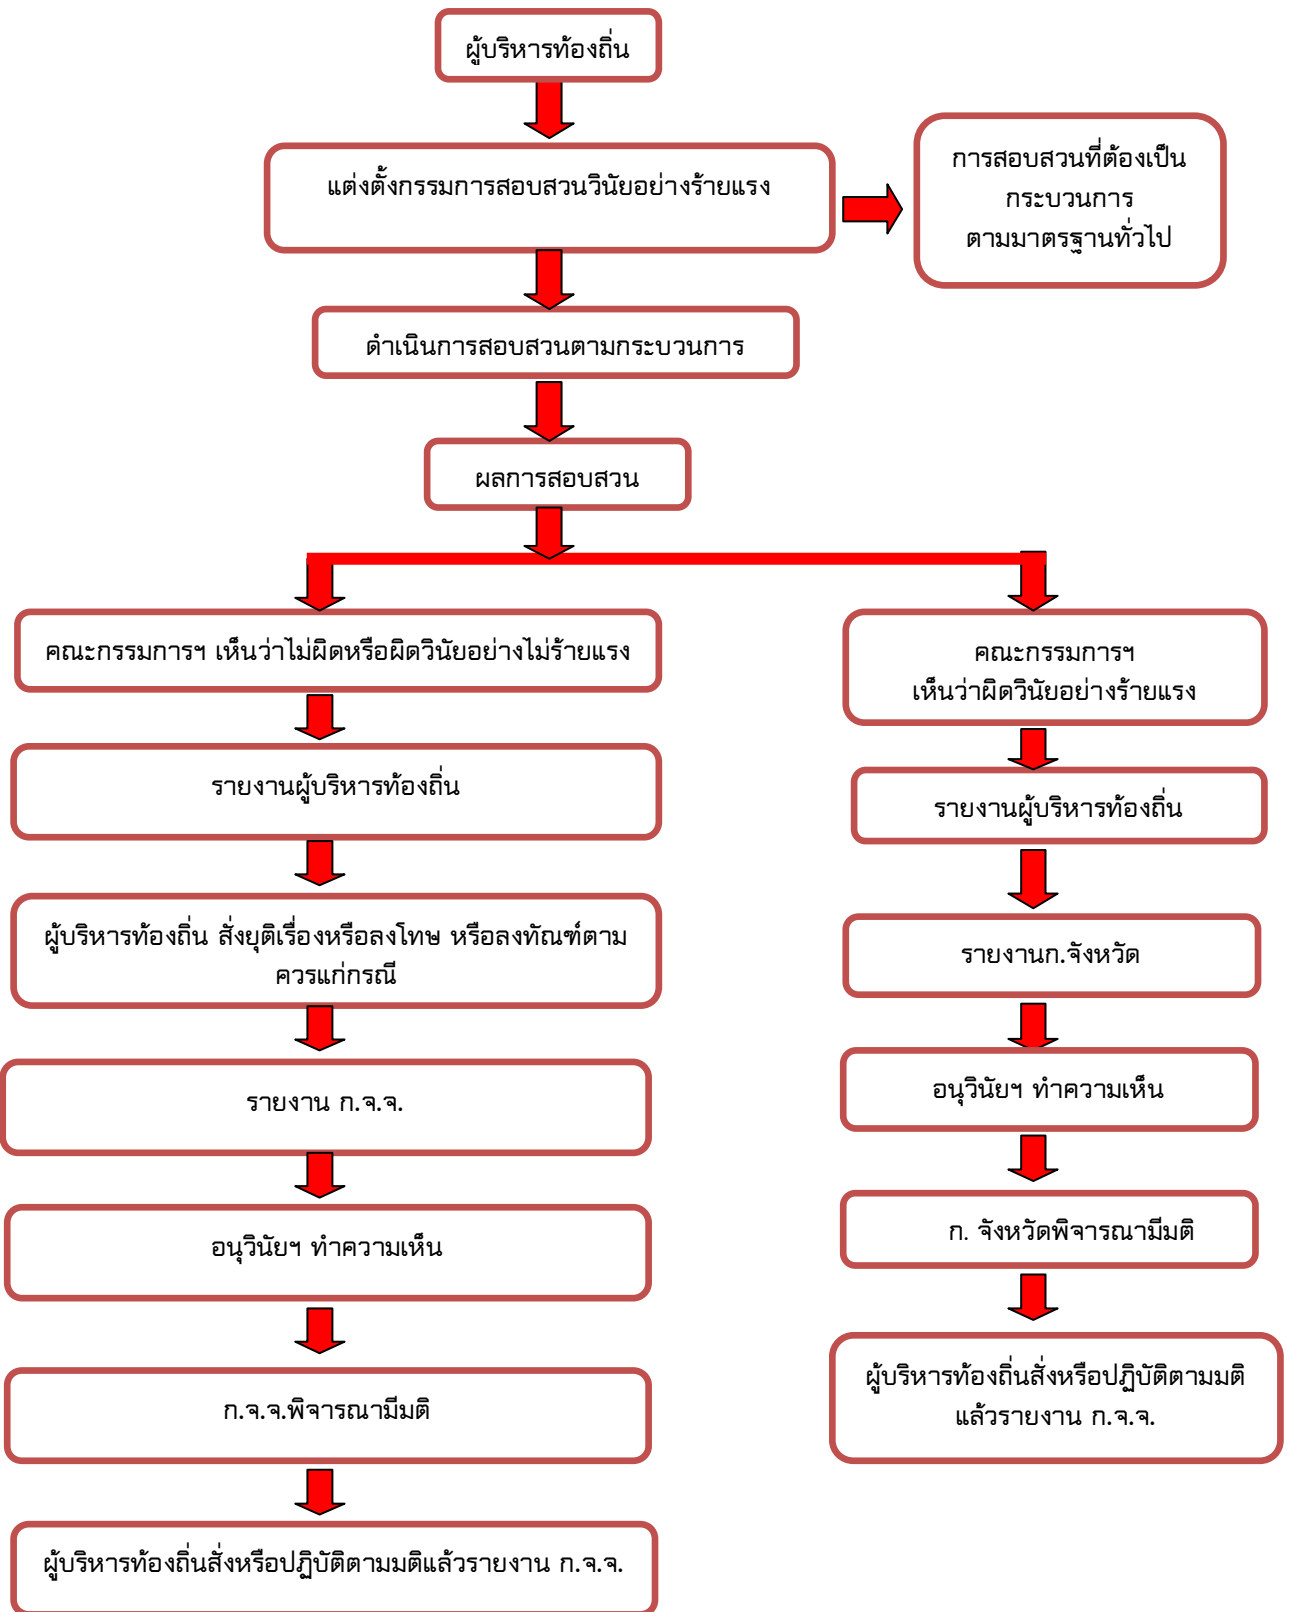 ผู้บริหารท้องถิ่น
แต่งตั้งกรรมการสอบสวนวินัยอย่างร้ายแรง
การสอบสวนที่ต้องเป็น
กระบวนการ
ตามมาตรฐานทั่วไป
ดำเนินการสอบสวนตามกระบวนการ
ผลการสอบสวน
คณะกรรมการฯ เห็นว่าไม่ผิดหรือผิดวินัยอย่างไม่ร้ายแรง
รายงานผู้บริหารท้องถิ่น
ผู้บริหารท้องถิ่น สั่งยุติเรื่องหรือลงโทษ หรือลงทัณฑ์ตาม
ควรแก่กรณี
รายงาน ก.จ.จ.
อนุวินัยฯ ทำความเห็น
ก.จ.จ.พิจารณามีมติ
ผู้บริหารท้องถิ่นสั่งหรือปฏิบัติตามมติแล้วรายงาน ก.จ.จ.
คณะกรรมการฯ
เห็นว่าผิดวินัยอย่างร้ายแรง
รายงานผู้บริหารท้องถิ่น
รายงานก.จังหวัด
อนุวินัยฯ ทำความเห็น
ก. จังหวัดพิจารณามีมติ
ผู้บริหารท้องถิ่นสั่งหรือปฏิบัติตามมติ
แล้วรายงาน ก.จ.จ.